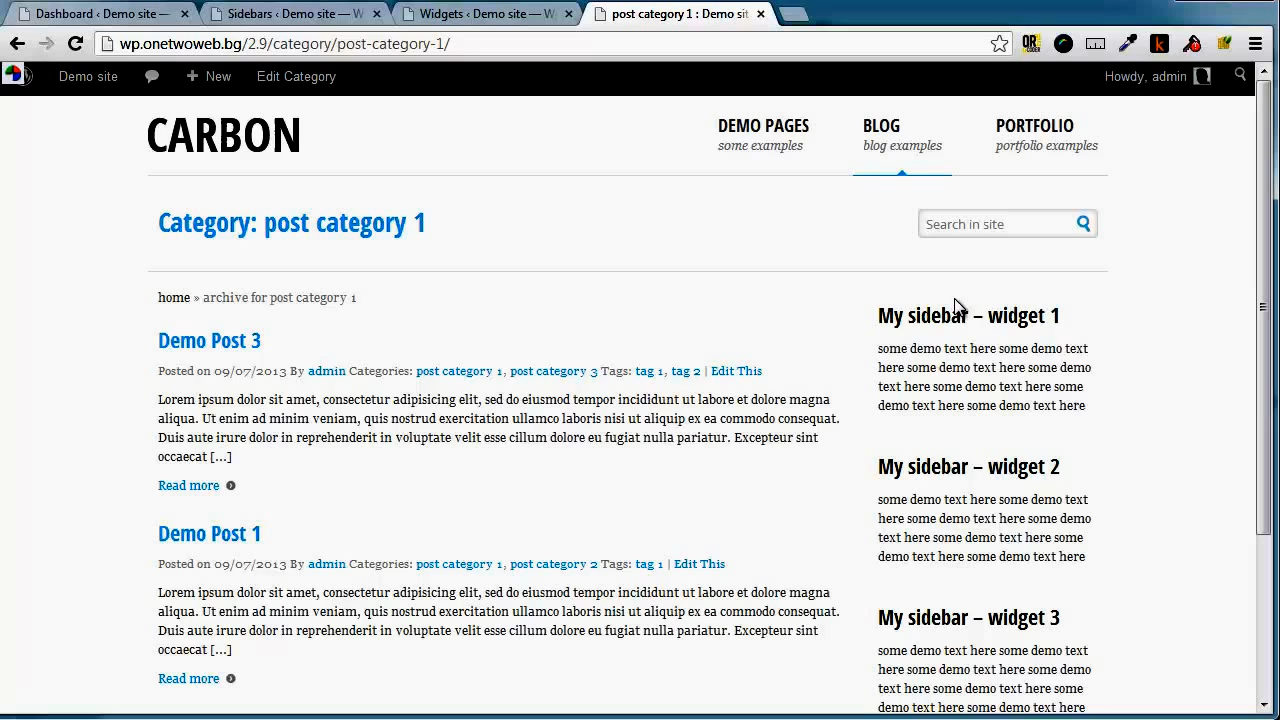 Dashboard ‹ Demo site —
Sidebars ‹ Demo site — W
Widgets ‹ Demo site — W
post category 1 : Demo sit
wp.onetwoweb.bg/2.9/category/post-category-1/
Demo site
New
Edit Category
Howdy, admin
CARBON
DEMO PAGES
some examples
BLOG
blog examples
PORTFOLIO
portfolio examples
Category: post category 1
Search in site
home » archive for post category 1
Demo Post 3
Posted on 09/07/2013 By admin Categories: post category 1, post category 3 Tags: tag 1, tag 2 | Edit This
Lorem ipsum dolor sit amet, consectetur adipisicing elit, sed do eiusmod tempor incididunt ut labore et dolore magna
aliqua. Ut enim ad minim veniam, quis nostrud exercitation ullamco laboris nisi ut aliquip ex ea commodo consequat.
Duis aute irure dolor in reprehenderit in voluptate velit esse cillum dolore eu fugiat nulla pariatur. Excepteur sint
occaecat [...]
Read more
Demo Post 1
Posted on 09/07/2013 By admin Categories: post category 1, post category 2 Tags: tag 1 | Edit This
Lorem ipsum dolor sit amet, consectetur adipisicing elit, sed do eiusmod tempor incididunt ut labore et dolore magna
aliqua. Ut enim ad minim veniam, quis nostrud exercitation ullamco laboris nisi ut aliquip ex ea commodo consequat.
Duis aute irure dolor in reprehenderit in voluptate velit esse cillum dolore eu fugiat nulla pariatur. Excepteur sint
occaecat [...]
Read more
My sidebar – widget 1
some demo text here some demo text
here some demo text here some demo
text here some demo text here some
demo text here some demo text here
My sidebar – widget 2
some demo text here some demo text
here some demo text here some demo
text here some demo text here some
demo text here some demo text here
My sidebar – widget 3
some demo text here some demo text
here some demo text here some demo
text here some demo text here some
demo text here some demo text here